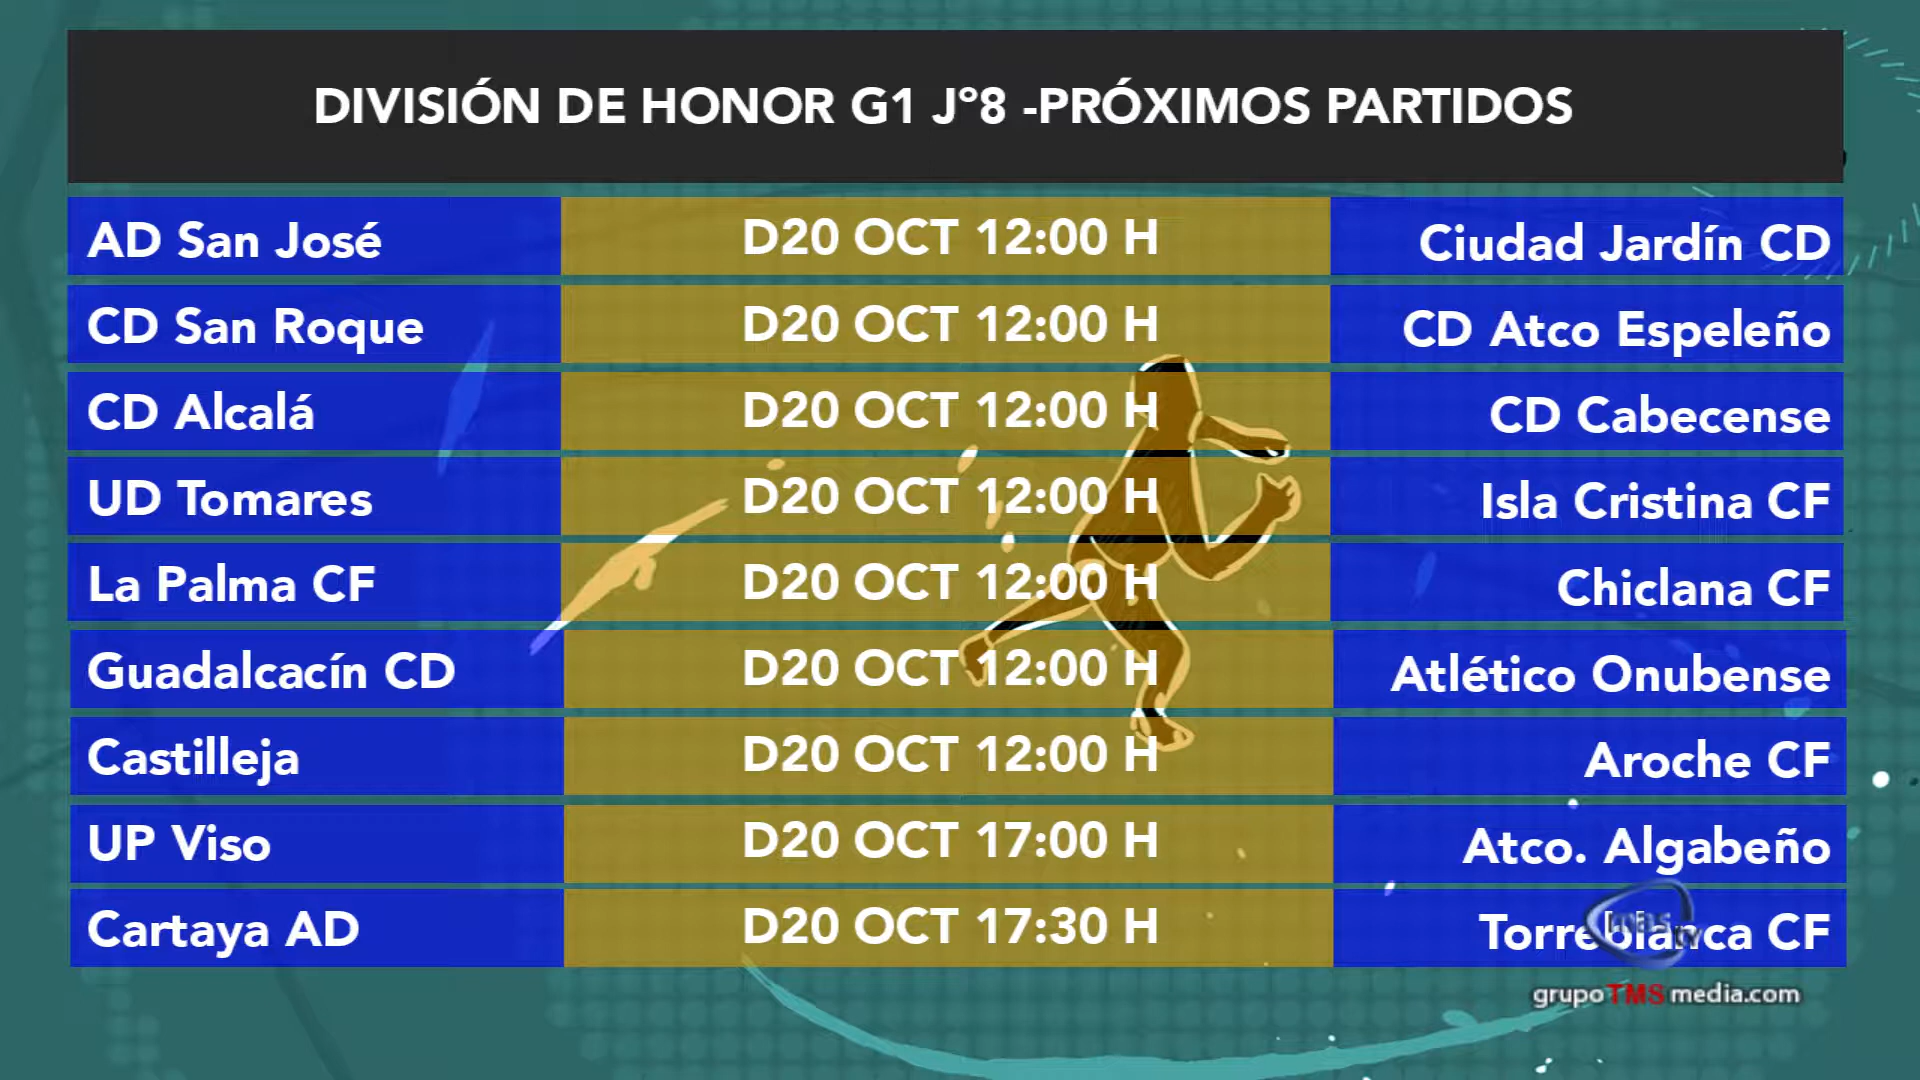 DIVISIÓN DE HONOR G1 Jº8 -PRÓXIMOS PARTIDOS
AD San José D20 OCT 12:00 H Ciudad Jardín CD
CD San Roque D20 OCT 12:00 H CD Atco Espeleño
CD Alcalá D20 OCT 12:00 H CD Cabecense
UD Tomares D20 OCT 12:00 H Isla Cristina CF
La Palma CF D20 OCT 12:00 H Chiclana CF
Guadalcacín CD D20 OCT 12:00 H Atlético Onubense
Castilleja D20 OCT 12:00 H Aroche CF
UP Viso D20 OCT 17:00 H Atco. Algabeño
Cartaya AD D20 OCT 17:30 H Torreblanca CF
mas tv
grupoTMSmedia.com